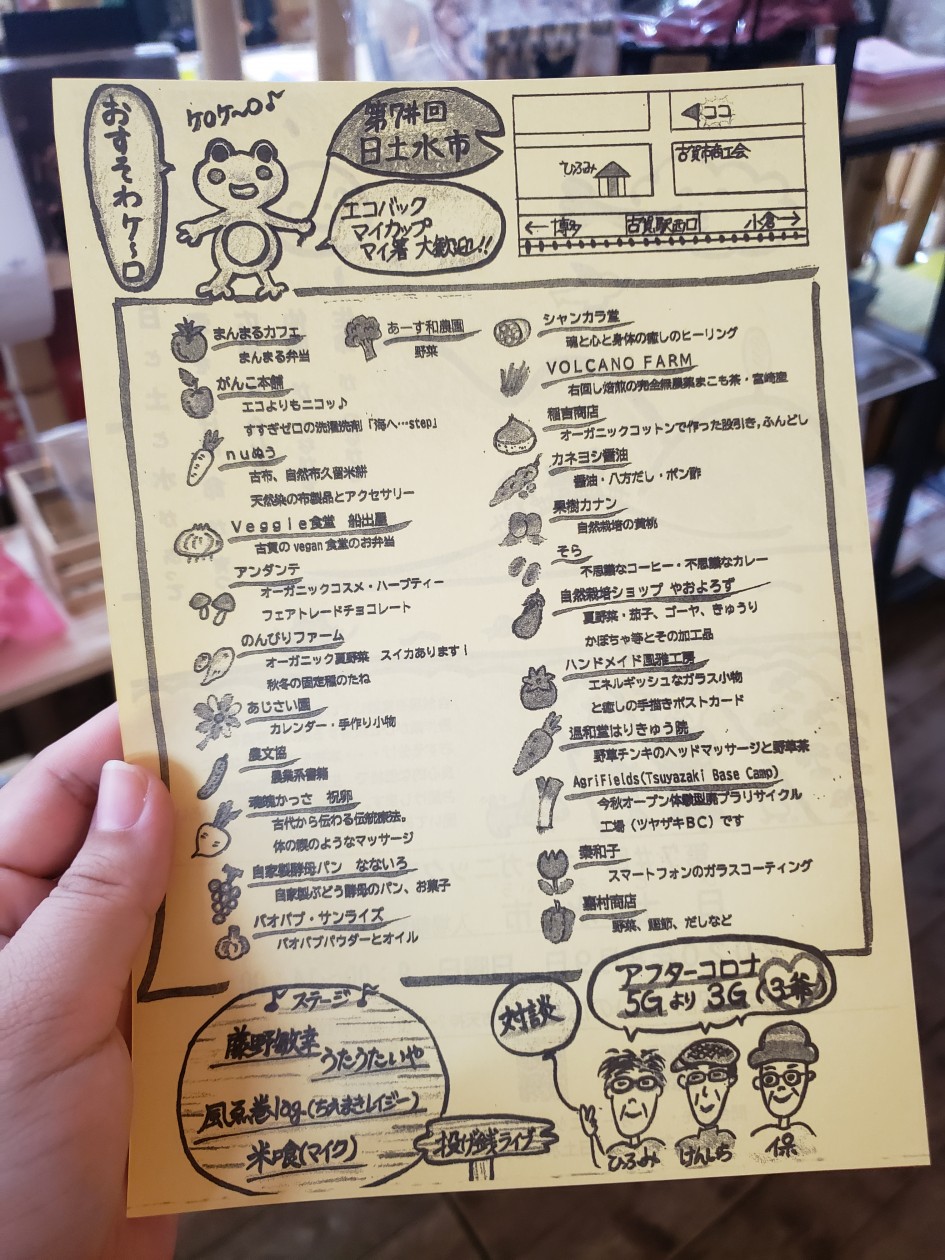 おすそわケ〜ロ
ケロケ〜ロ♪
第7回
日土水市
エコバック
マイカップ
マイ箸 大歓迎!!
ココ
古賀市商工会
ひふみ
←博多
古賀駅西口
小倉→
まんまるカフェ
まんまる弁当
あーす和農園
野菜
がんこ本舗
エコよりもニコッ♪
すすぎゼロの洗濯洗剤「海へ…step」
nuぬう
古布、自然布久留米絣
天然染の布製品とアクセサリー
Veggie食堂 船出屋
古賀の vegan 食堂のお弁当
アンダンテ
オーガニックコスメ・ハーブティー
フェアトレードチョコレート
のんびりファーム
オーガニック夏野菜 スイカあります！
秋冬の固定種のたね
あじさい園
カレンダー・手作り小物
農文協
農業系書籍
かっさ 祝卵
古代から伝わる伝統療法。
体の禊のようなマッサージ
自家製酵母パン なないろ
自家製ぶどう酵母のパン、お菓子
バオバブ・サンライズ
バオバブパウダーとオイル
シャンカラ堂
魂と心と身体の癒しのヒーリング
VOLCANO FARM
右回し焙煎の完全無農薬まこも茶・宮崎産
稲吉商店
オーガニックコットンで作った股引き,ふんどし
カネヨシ醤油
醤油・八方だし・ポン酢
果樹カナン
自然栽培の黄桃
そら
不思議なコーヒー・不思議なカレー
自然栽培ショップ やおよろず
夏野菜・茄子、ゴーヤ、きゅうり
かぼちゃ等とその加工品
ハンドメイド風雅工房
エネルギッシュなガラス小物
と癒しの手描きポストカード
温和堂はりきゅう院
野草チンキのヘッドマッサージと野草茶
AgriFields(Tsuyazaki Base Camp)
今秋オープン体験型廃プラリサイクル
工場（ツヤザキBC）です
和子
スマートフォンのガラスコーティング
嘉村商店
野菜、鰹節、だしなど
♪ステージ♪
藤野敏幸
うたうたいや
風烝巻log(ちえまきレイジー)
米喰(マイク)
投げ銭ライブ
対談
アフターコロナ
5Gより3G(3爺)
ひふみ
けんじち
保